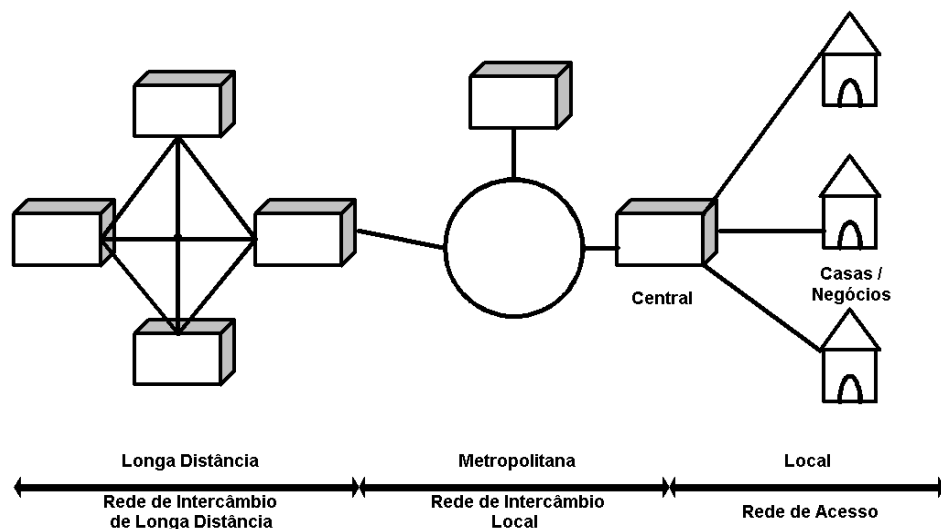 Central
Casas /
Negócios
Longa Distância
Metropolitana
Local
Rede de Intercâmbio
de Longa Distância
Rede de Intercâmbio
Local
Rede de Acesso